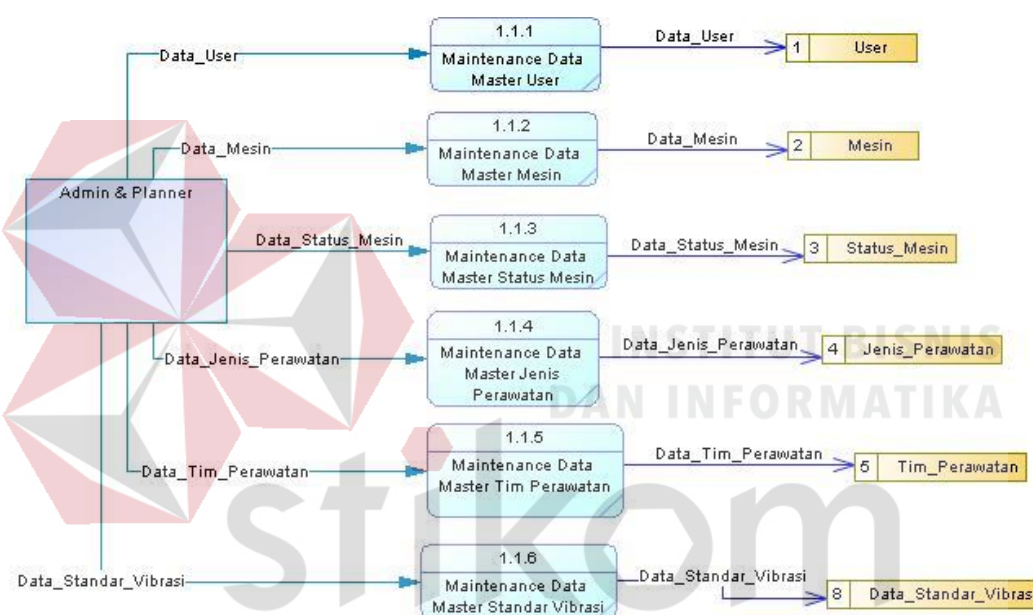 Data_User
1.1.1
Maintenance Data
Master User
Data_User
1 User
Data_Mesin
1.1.2
Maintenance Data
Master Mesin
Data_Mesin
2 Mesin
Admin & Planner
Data_Status_Mesin
1.1.3
Maintenance Data
Master Status Mesin
Data_Status_Mesin
3 Status_Mesin
Data_Jenis_Perawatan
1.1.4
Maintenance Data
Master Jenis
Perawatan
Data_Jenis_Perawatan
4 Jenis_Perawatan
INSTITUT BISNIS
DAN INFORMATIKA
Data_Tim_Perawatan
1.1.5
Maintenance Data
Master Tim Perawatan
Data_Tim_Perawatan
5 Tim_Perawatan
stikom
Data_Standar_Vibrasi
1.1.6
Maintenance Data
Master Standar Vibrasi
Data_Standar_Vibrasi
8 Data_Standar_Vibras